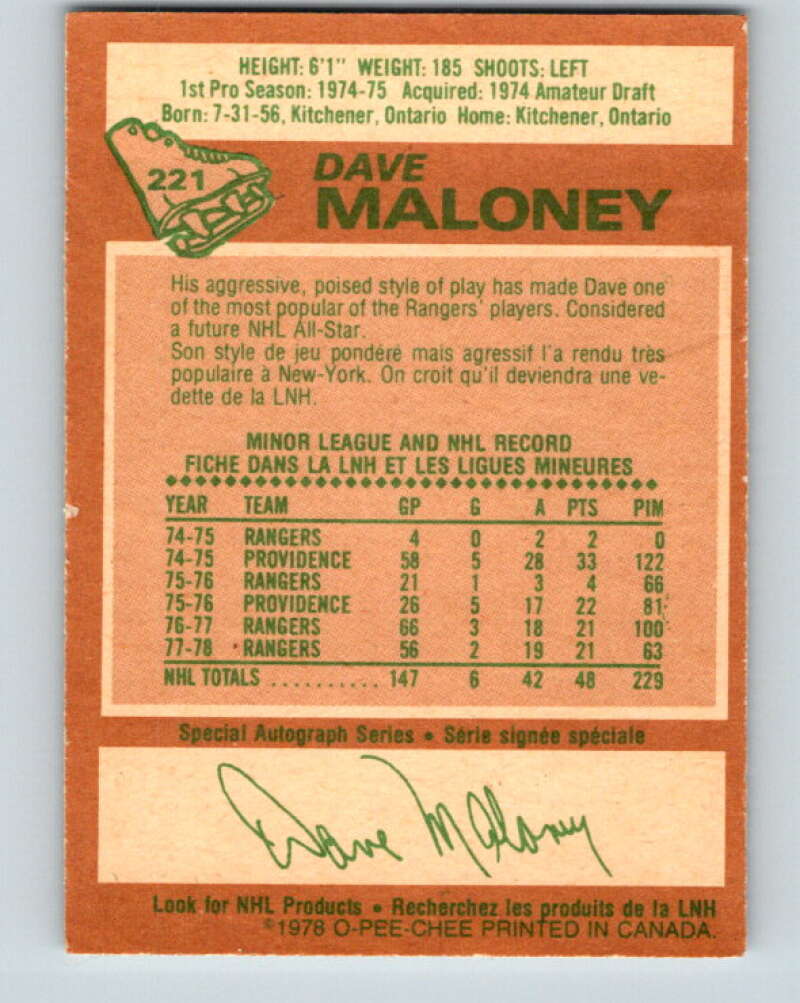 HEIGHT: 6'1" WEIGHT: 185 SHOOTS: LEFT
1st Pro Season: 1974-75 Acquired: 1974 Amateur Draft
Born: 7-31-56, Kitchener, Ontario Home: Kitchener, Ontario
221
DAVE
MALONEY
His aggressive, poised style of play has made Dave one
of the most popular of the Rangers' players. Considered
a future NHL All-Star.
Son style de jeu pondéré mais agressif l'a rendu très
populaire à New-York. On croit qu'il deviendra une ve-
dette de la LNH.
MINOR LEAGUE AND NHL RECORD
FICHE DANS LA LNH ET LES LIGUES MINEURES
YEAR TEAM GP G A PTS PIM
74-75 RANGERS 4 0 2 2 0
74-75 PROVIDENCE 58 5 28 33 122
75-76 RANGERS 21 1 3 4 66
75-76 PROVIDENCE 26 5 17 22 81
76-77 RANGERS 66 3 18 21 100
77-78 RANGERS 56 2 19 21 63
NHL TOTALS .......... 147 6 42 48 229
Special Autograph Series • Série signée spéciale
Dave Maloney
Look for NHL Products • Recherchez les produits de la LNH
©1978 O-PEE-CHEE PRINTED IN CANADA.